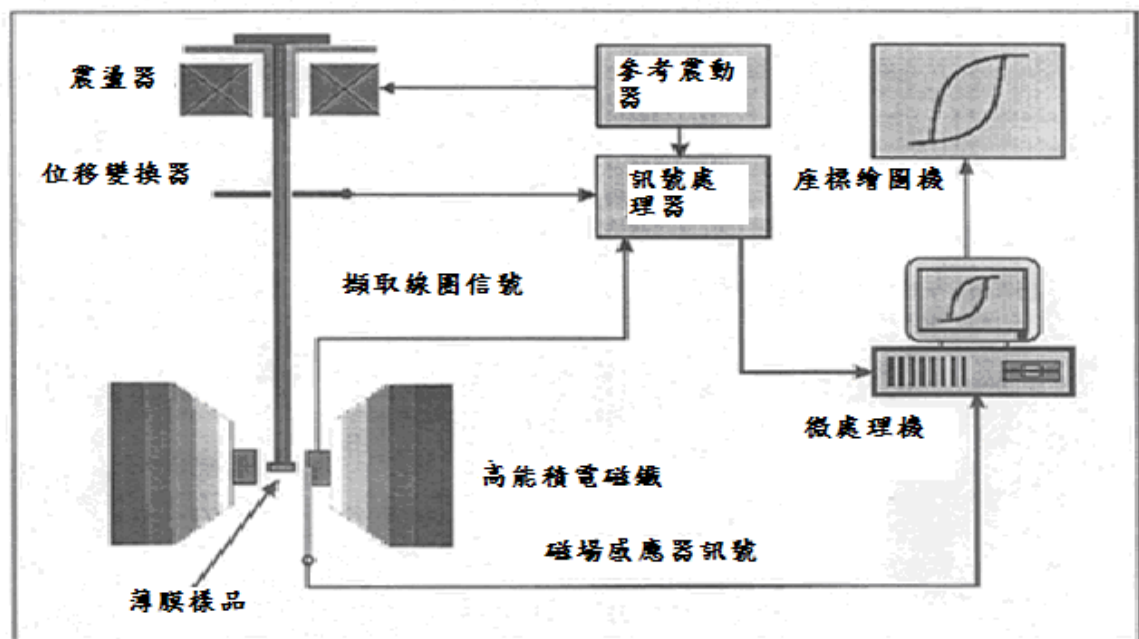 震盪器
參考震動
器
位移變換器
訊號處
理器
座標繪圖機
擷取線圈信號
微處理機
高能積電磁鐵
磁場感應器訊號
薄膜樣品